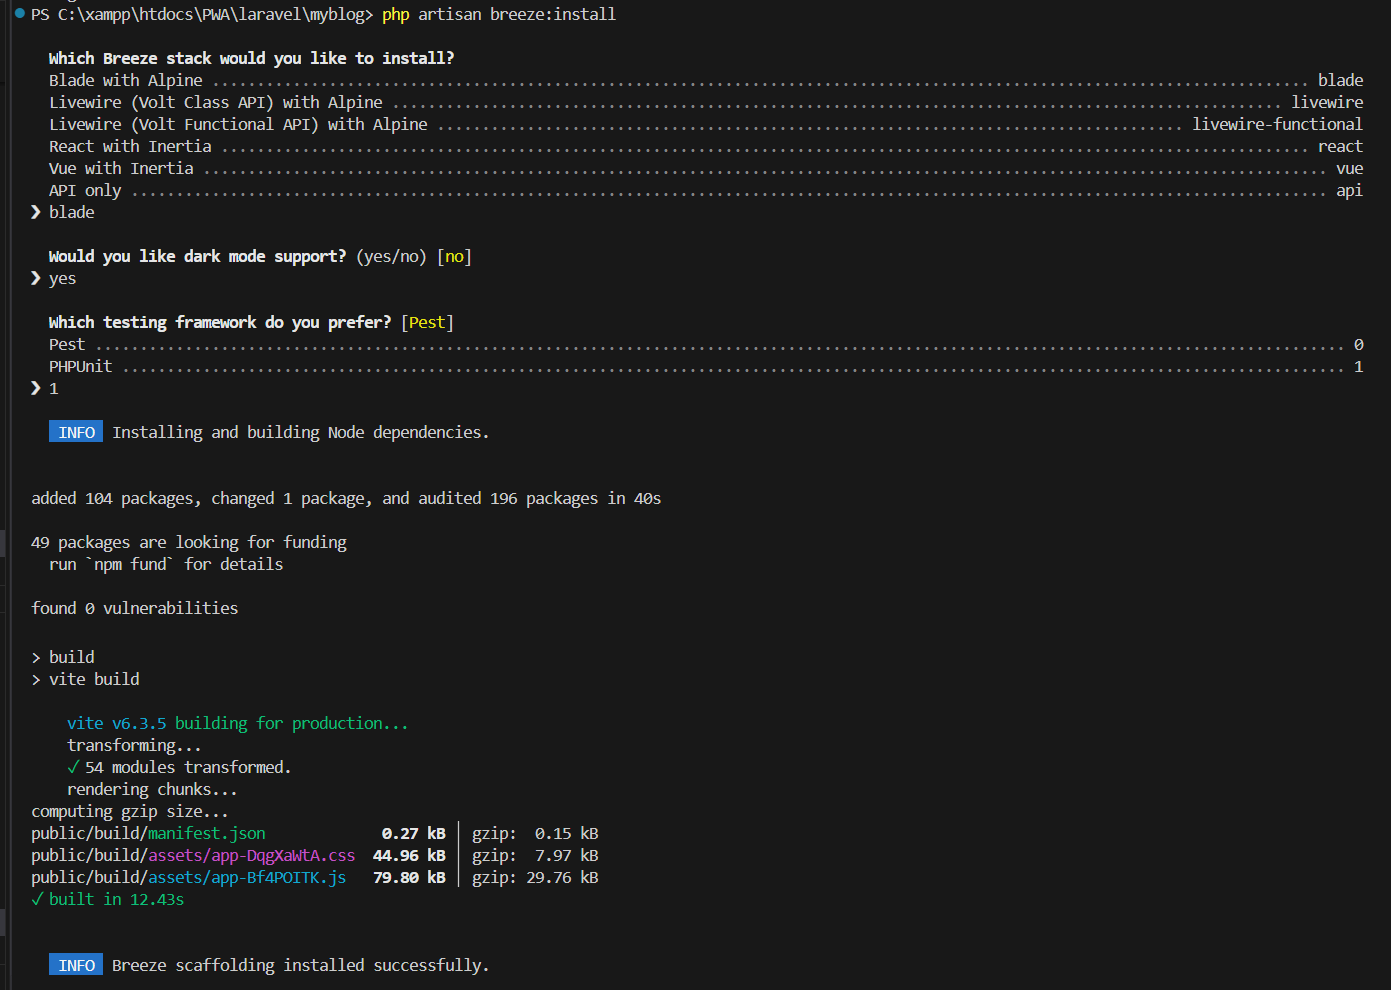 PS C:\xampp\htdocs\PWA\laravel\myblog> php artisan breeze:install
Which Breeze stack would you like to install?
Blade with Alpine ........................................................................................................................ blade
Livewire (Volt Class API) with Alpine ................................................................................................... livewire
Livewire (Volt Functional API) with Alpine ................................................................................... livewire-functional
React with Inertia ....................................................................................................................... react
Vue with Inertia ........................................................................................................................... vue
API only ................................................................................................................................... api
❯ blade
Would you like dark mode support? (yes/no) [no]
❯ yes
Which testing framework do you prefer? [Pest]
Pest ......................................................................................................................................... 0
PHPUnit ...................................................................................................................................... 1
❯ 1
INFO Installing and building Node dependencies.
added 104 packages, changed 1 package, and audited 196 packages in 40s
49 packages are looking for funding
run `npm fund` for details
found 0 vulnerabilities
> build
> vite build
vite v6.3.5 building for production...
transforming...
✓ 54 modules transformed.
rendering chunks...
computing gzip size...
public/build/manifest.json 0.27 kB │ gzip: 0.15 kB
public/build/assets/app-DqgXaWtA.css 44.96 kB │ gzip: 7.97 kB
public/build/assets/app-Bf4POITK.js 79.80 kB │ gzip: 29.76 kB
✓ built in 12.43s
INFO Breeze scaffolding installed successfully.